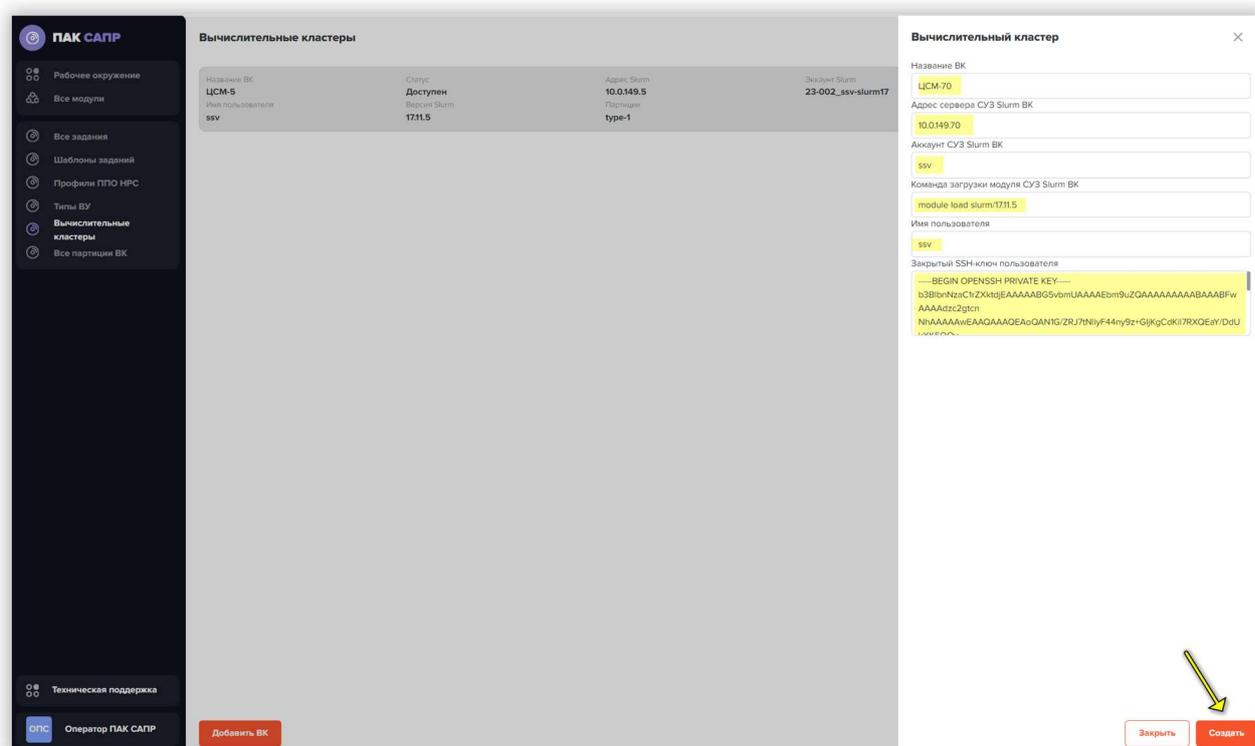 ПАК САПР
Рабочее окружение
Все модули
Все задания
Шаблоны заданий
Профили ППО НРС
Типы ВУ
Вычислительные
кластеры
Все партиции ВК
Техническая поддержка
ОПС Оператор ПАК САПР
Вычислительные кластеры
Название ВК Статус Адрес Slurm Эккаунт Slurm
ЦСМ-5 Доступен 10.0.149.5 23-002_ssv-slurm17
Имя пользователя Версия Slurm Партиции
ssv 17.11.5 type-1
Добавить ВК
Вычислительный кластер
Название ВК
ЦСМ-70
Адрес сервера СУЗ Slurm ВК
10.0.149.70
Аккаунт СУЗ Slurm ВК
ssv
Команда загрузки модуля СУЗ Slurm ВК
module load slurm/17.11.5
Имя пользователя
ssv
Закрытый SSH-ключ пользователя
-----BEGIN OPENSSH PRIVATE KEY-----
b3BlbnNzaC1rZXktdjEAAAAABG5vbmUAAAAEbm9uZQAAAAAAAAABAAABFw
AAAAdzc2gtcn
NhAAAAAwEAAQAAAQEAoQAN1G/ZRJ7tNliyF44ny9z+GIjKgCdKil7RXQEaY/DdU
Закрыть Создать